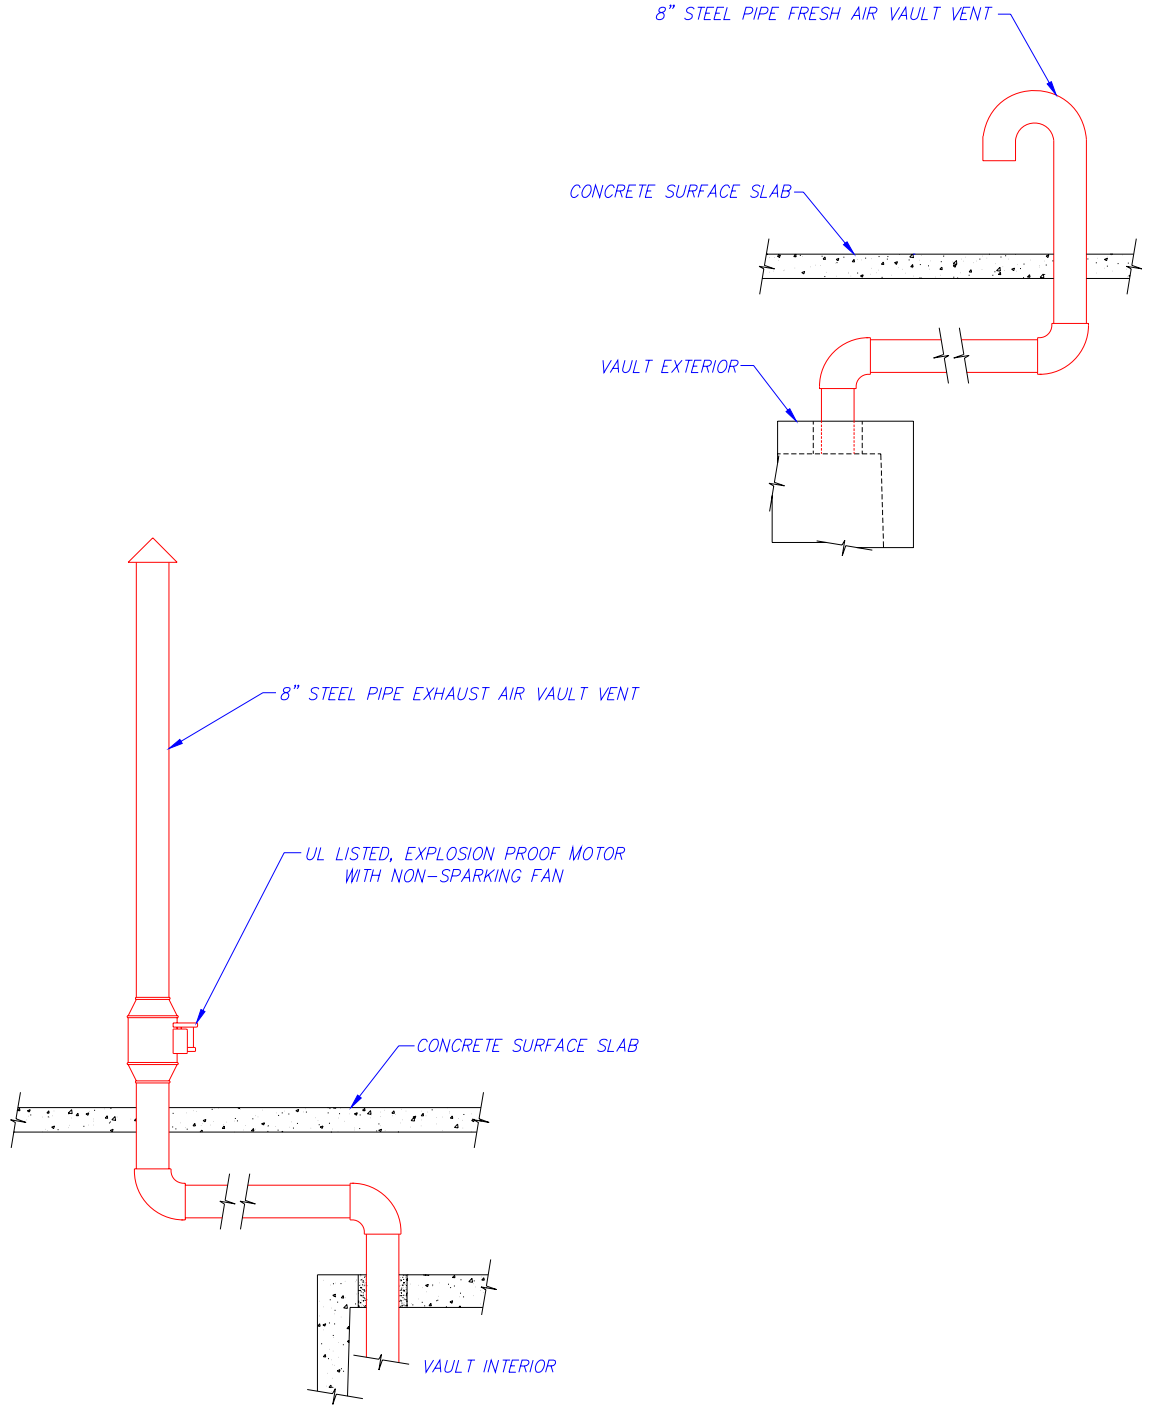 8” STEEL PIPE FRESH AIR VAULT VENT
CONCRETE SURFACE SLAB
VAULT EXTERIOR
8” STEEL PIPE EXHAUST AIR VAULT VENT
UL LISTED, EXPLOSION PROOF MOTOR
WITH NON-SPARKING FAN
CONCRETE SURFACE SLAB
VAULT INTERIOR